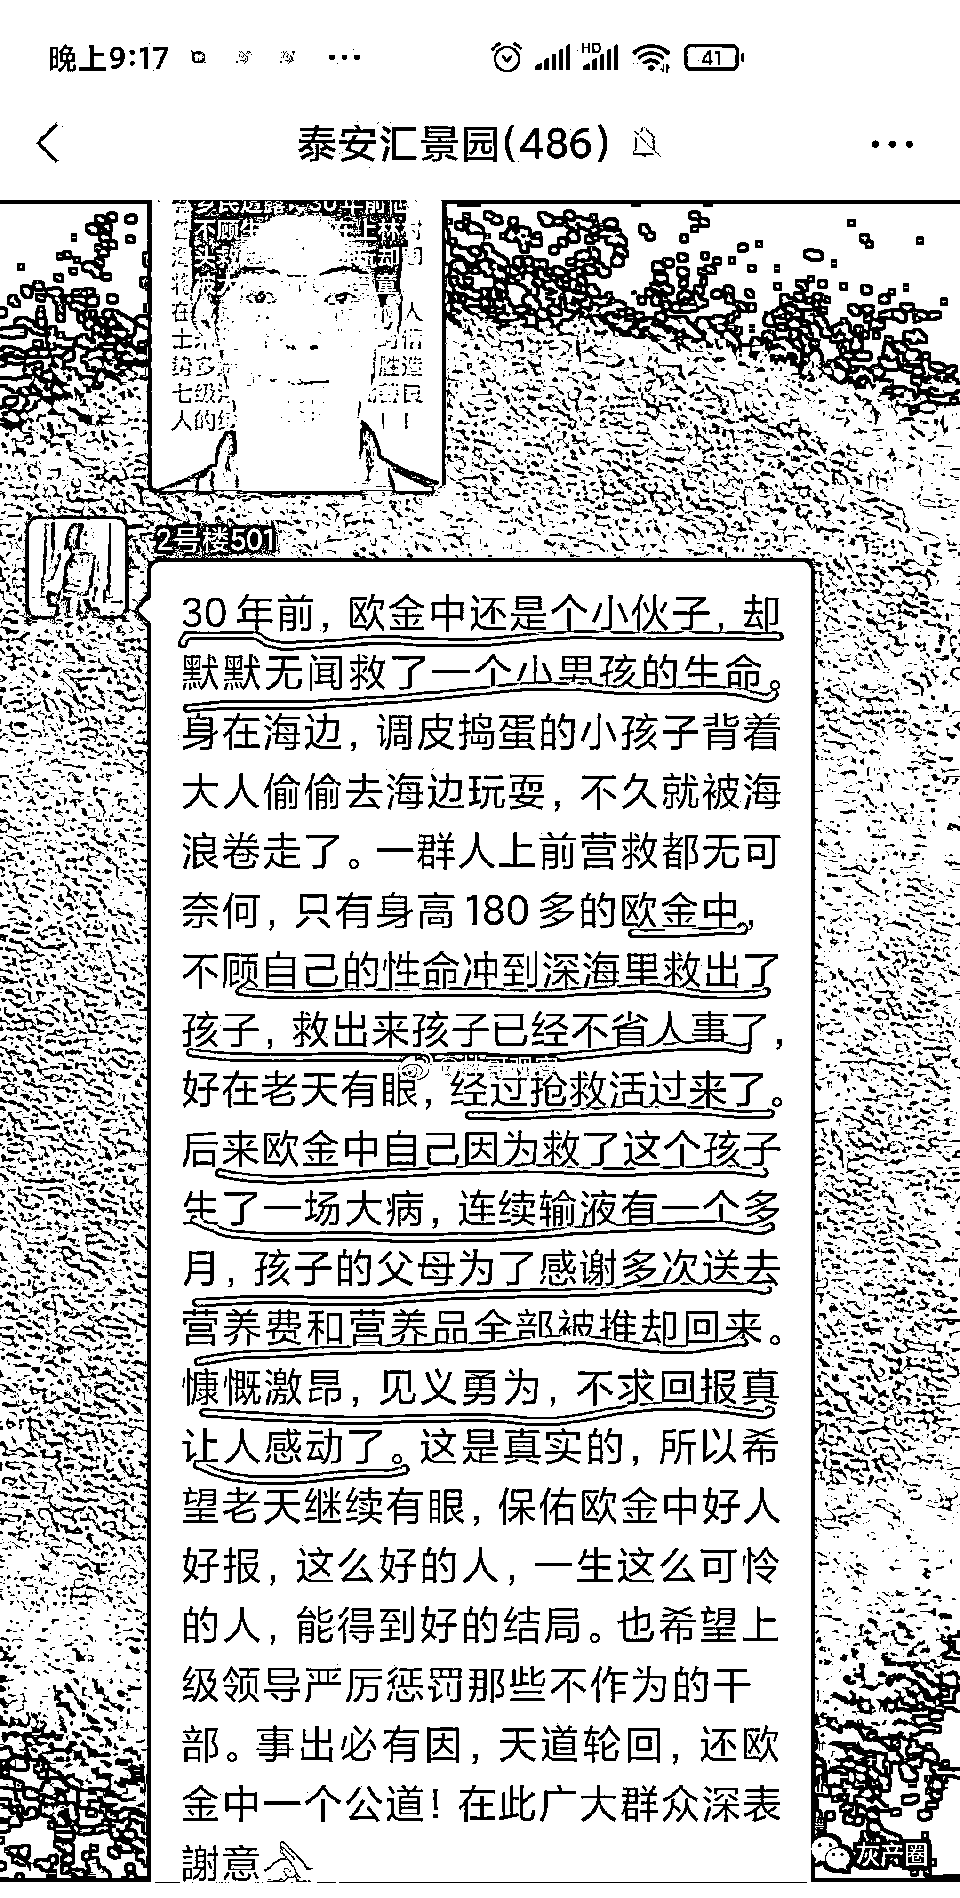 晚上9:17 HD 41
泰安汇景园(486)
2号楼501
30年前，欧金中还是个小伙子，却
默默无闻救了一个小男孩的生命。
身在海边，调皮捣蛋的小孩子背着
大人偷偷去海边玩耍，不久就被海
浪卷走了。一群人上前营救都无可
奈何，只有身高180多的欧金中，
不顾自己的性命冲到深海里救出了
孩子，救出来孩子已经不省人事了，
好在老天有眼，经过抢救活过来了。
后来欧金中自己因为救了这个孩子
生了一场大病，连续输液有一个多
月，孩子的父母为了感谢多次送去
营养费和营养品全部被推却回来。
慷慨激昂，见义勇为，不求回报真
让人感动了。这是真实的，所以希
望老天继续有眼，保佑欧金中好人
好报，这么好的人，一生这么可怜
的人，能得到好的结局。也希望上
级领导严厉惩罚那些不作为的干
部。事出必有因，天道轮回，还欧
金中一个公道！在此广大群众深表
謝意
灰产圈